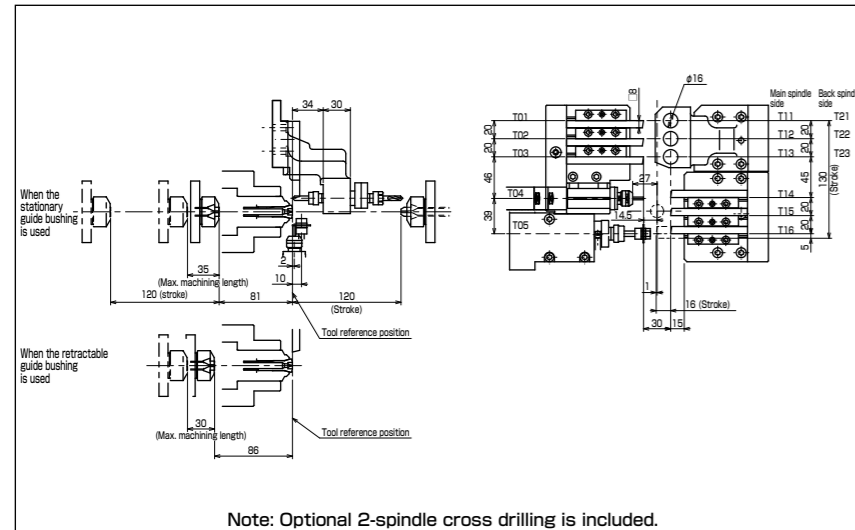 34
30
When the
stationary
guide bushing
is used
2
10
35
(Max. machining length)
120 (stroke)
81
120
(Stroke)
Tool reference position
When the retractable
guide bushing
is used
30
(Max. machining length)
Tool reference position
86
□8
φ16
Main spindle
side
Back spind
side
T01
T11
T21
20
20
T02
T12
T22
20
20
T03
T13
T23
46
27
45
130
(Stroke)
T04
T14
14.5
20
T15
39
20
T05
T16
5
1
16 (Stroke)
30
15
Note: Optional 2-spindle cross drilling is included.